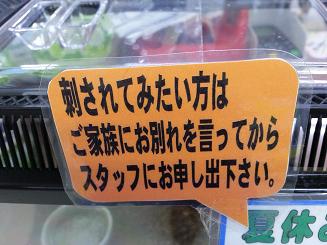 刺されてみたい方は
ご家族にお別れを言ってから
スタッフにお申し出下さい。
夏休